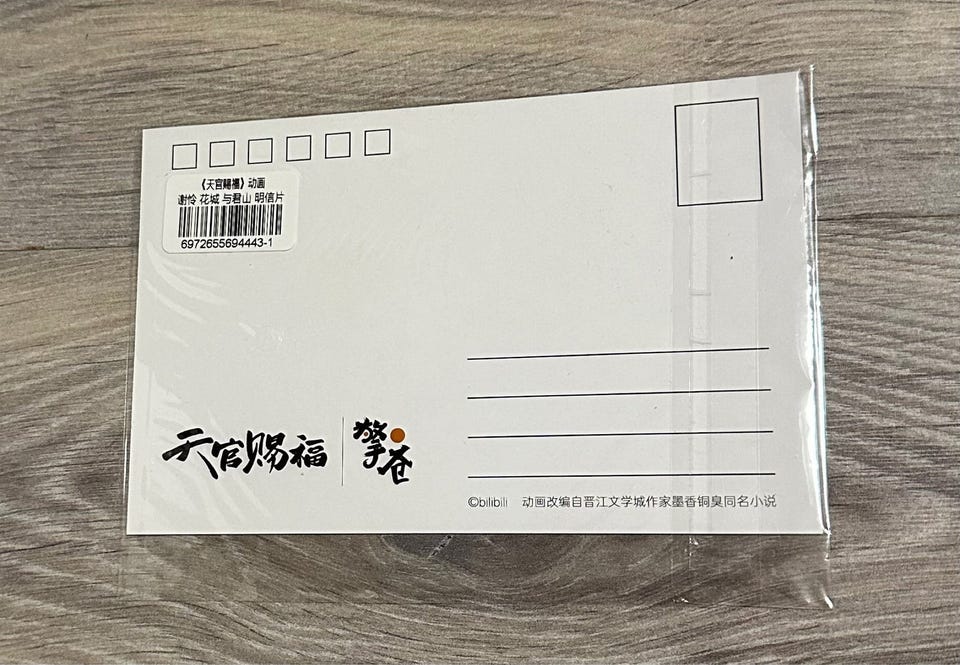 《天官赐福》动画
谢怜 花城 与君山 明信片
6972655694443-1
天官赐福
擎苍
©bilibili 动画改编自晋江文学城作家墨香铜臭同名小说